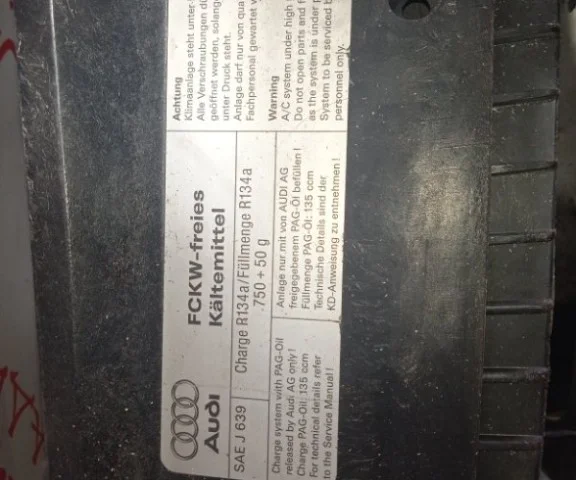 Audi
FCKW-freies
Kältemittel
SAE J 639
Charge R134a/Füllmenge R134a
750 + 50 g
Charge system with PAG-Oil
released by Audi AG only!
Charge PAG-Oil: 135 ccm
For technical details refer
to the Service Manual!
Anlage nur mit von AUDI AG
freigegebenem PAG-Öl befüllen!
Füllmenge PAG-Öl: 135 ccm
Technische Details sind der
KD-Anweisung zu entnehmen!
Achtung
Klimaanlage steht unter
Alle Verschraubungen dü
geöffnet werden, solang
unter Druck steht.
Anlage darf nur von qua
Fachpersonal gewartet w
Warning
A/C system under high
Do not open parts and f
as the system is under p
System to be serviced b
personnel only.